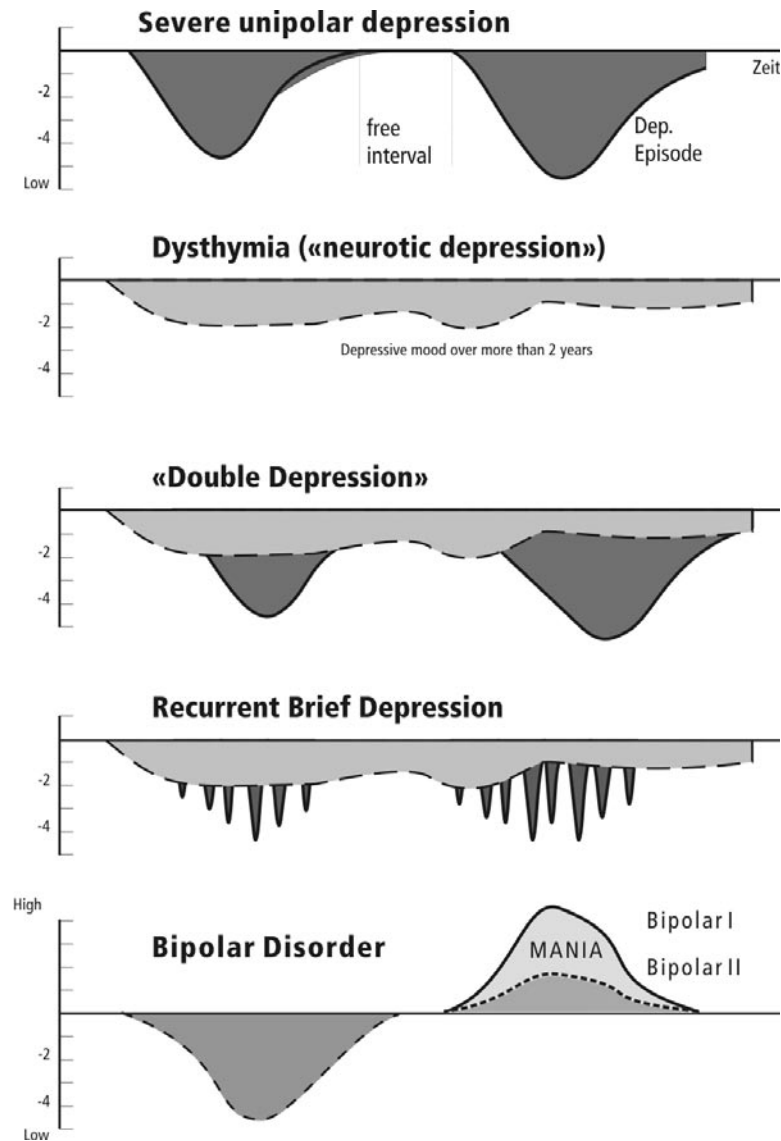 Severe unipolar depression
Zeit
-2
free
interval
Dep.
Episode
-4
Low
Dysthymia («neurotic depression»)
-2
Depressive mood over more than 2 years
-4
«Double Depression»
-2
-4
Recurrent Brief Depression
-2
-4
High
Bipolar Disorder
MANIA
Bipolar I
Bipolar II
-2
-4
Low